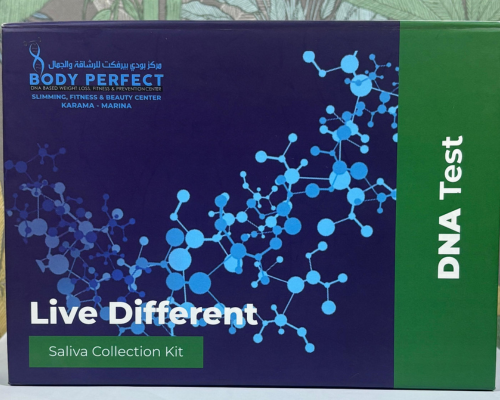 مركز بودي بيرفكت للرشاقة والجمال
BODY PERFECT
DNA BASED WEIGHT LOSS, FITNESS & PREVENTION CENTER
SLIMMING, FITNESS & BEAUTY CENTER
KARAMA - MARINA
Live Different
Saliva Collection Kit
DNA Test